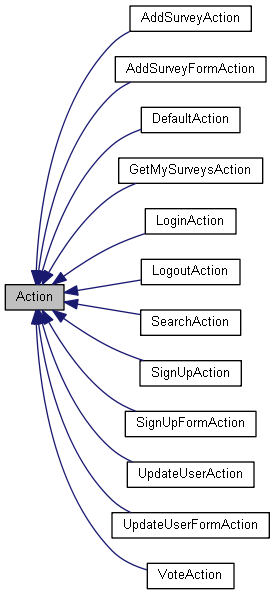 AddSurveyAction
AddSurveyFormAction
DefaultAction
GetMySurveysAction
LoginAction
LogoutAction
Action
SearchAction
SignUpAction
SignUpFormAction
UpdateUserAction
UpdateUserFormAction
VoteAction